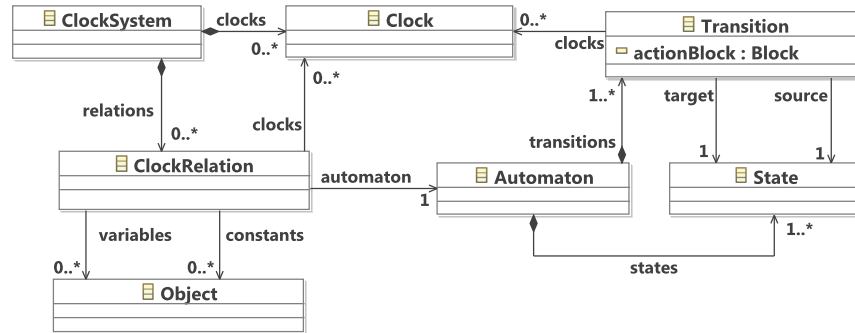 ClockSystem
clocks
0..*
Clock
0..*
clocks
Transition
actionBlock : Block
relations
0..*
clocks
0..*
1..*
transitions
target
1
source
1
ClockRelation
automaton
1
Automaton
State
variables
0..*
constants
0..*
states
1..*
Object